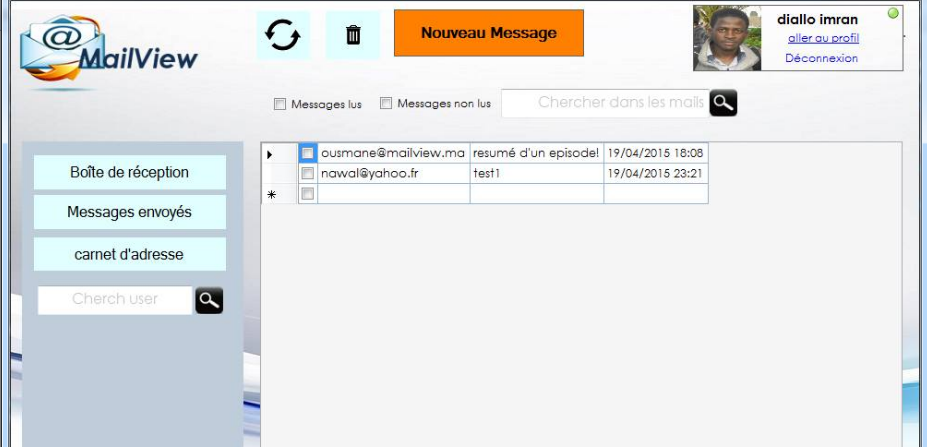 @
MailView
Nouveau Message
diallo imran
aller au profil
Déconnexion
Messages lus
Messages non lus
Chercher dans les mails
Boîte de réception
Messages envoyés
carnet d'adresse
Cherch user
ousmane@mailview.ma resumé d'un episode! 19/04/2015 18:08
nawal@yahoo.fr test1 19/04/2015 23:21